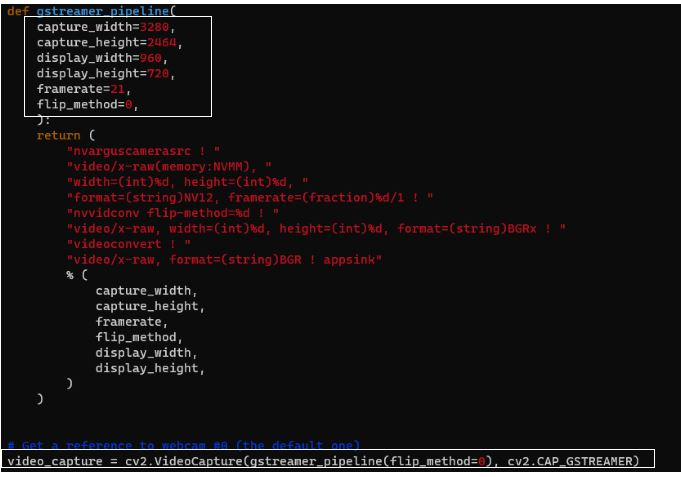 def gstreamer_pipeline(
    capture_width=3280,
    capture_height=2464,
    display_width=960,
    display_height=720,
    framerate=21,
    flip_method=0,
    ):
    return (
        "nvarguscamerasrc ! "
        "video/x-raw(memory:NVMM), "
        "width=(int)%d, height=(int)%d, "
        "format=(string)NV12, framerate=(fraction)%d/1 ! "
        "nvvidconv flip-method=%d ! "
        "video/x-raw, width=(int)%d, height=(int)%d, format=(string)BGRx ! "
        "videoconvert ! "
        "video/x-raw, format=(string)BGR ! appsink"
        % (
            capture_width,
            capture_height,
            framerate,
            flip_method,
            display_width,
            display_height,
        )
    )
# Get a reference to webcam #0 (the default one)
video_capture = cv2.VideoCapture(gstreamer_pipeline(flip_method=0), cv2.CAP_GSTREAMER)